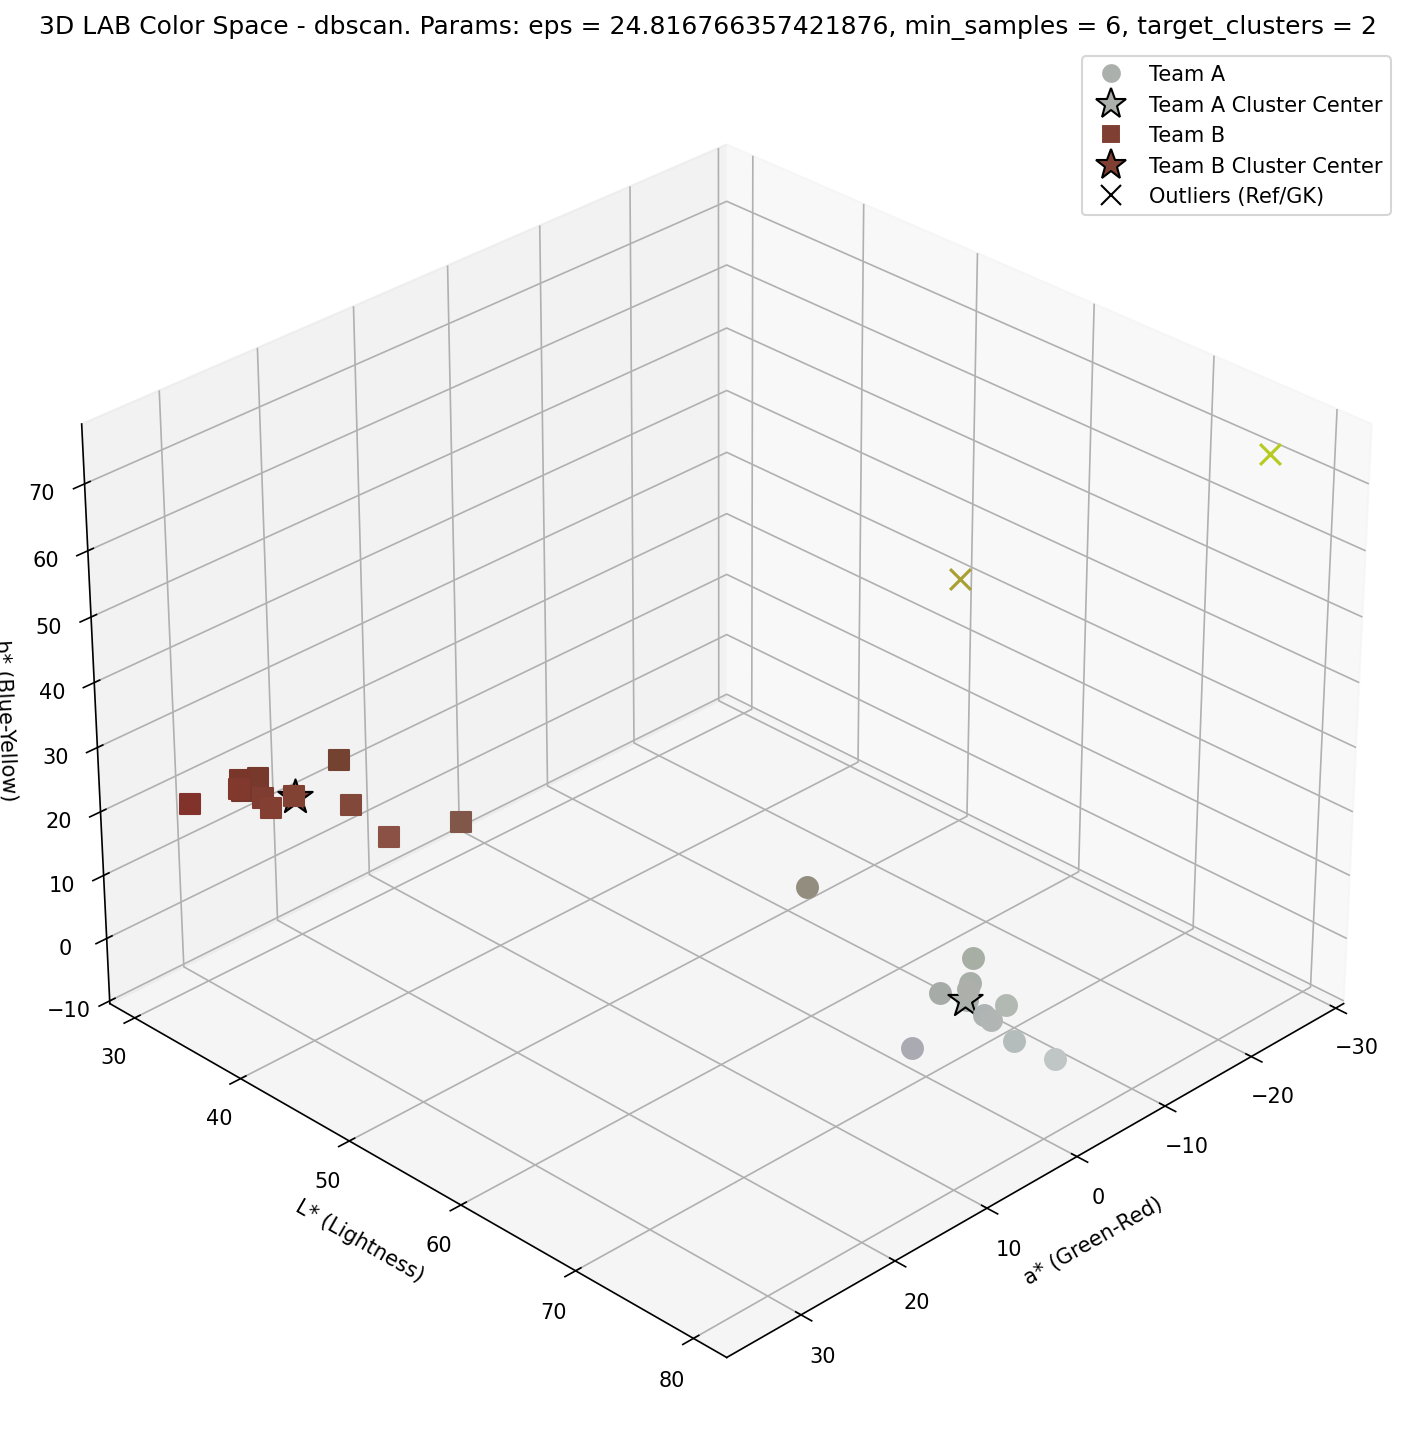 3D LAB Color Space - dbscan. Params: eps = 24.816766357421876, min_samples = 6, target_clusters = 2
Team A
Team A Cluster Center
Team B
Team B Cluster Center
Outliers (Ref/GK)
70
60
50
40
30
20
10
0
−10
b* (Blue-Yellow)
30
40
50
60
70
80
L* (Lightness)
−30
−20
−10
0
10
20
30
a* (Green-Red)